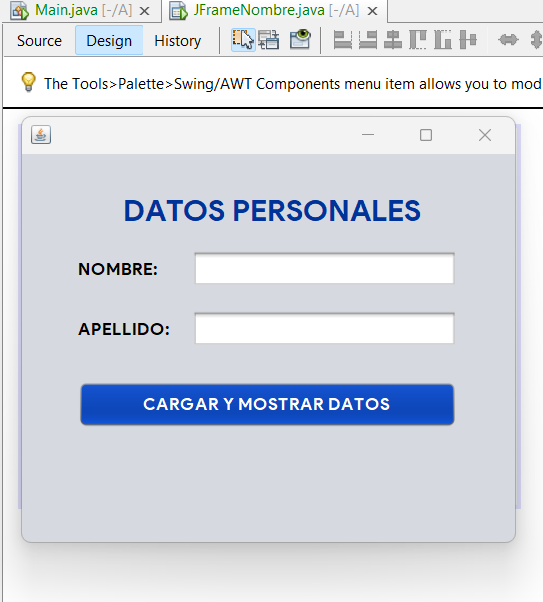 Main.java [-/A] JFrameNombre.java [-/A]
Source Design History
The Tools>Palette>Swing/AWT Components menu item allows you to mod
DATOS PERSONALES
NOMBRE:
APELLIDO:
CARGAR Y MOSTRAR DATOS